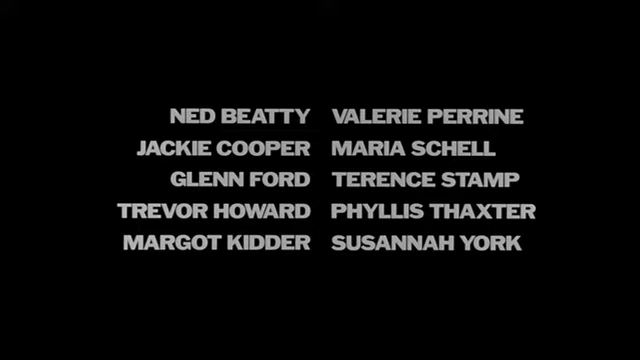 NED BEATTY VALERIE PERRINE
JACKIE COOPER MARIA SCHELL
GLENN FORD TERENCE STAMP
TREVOR HOWARD PHYLLIS THAXTER
MARGOT KIDDER SUSANNAH YORK